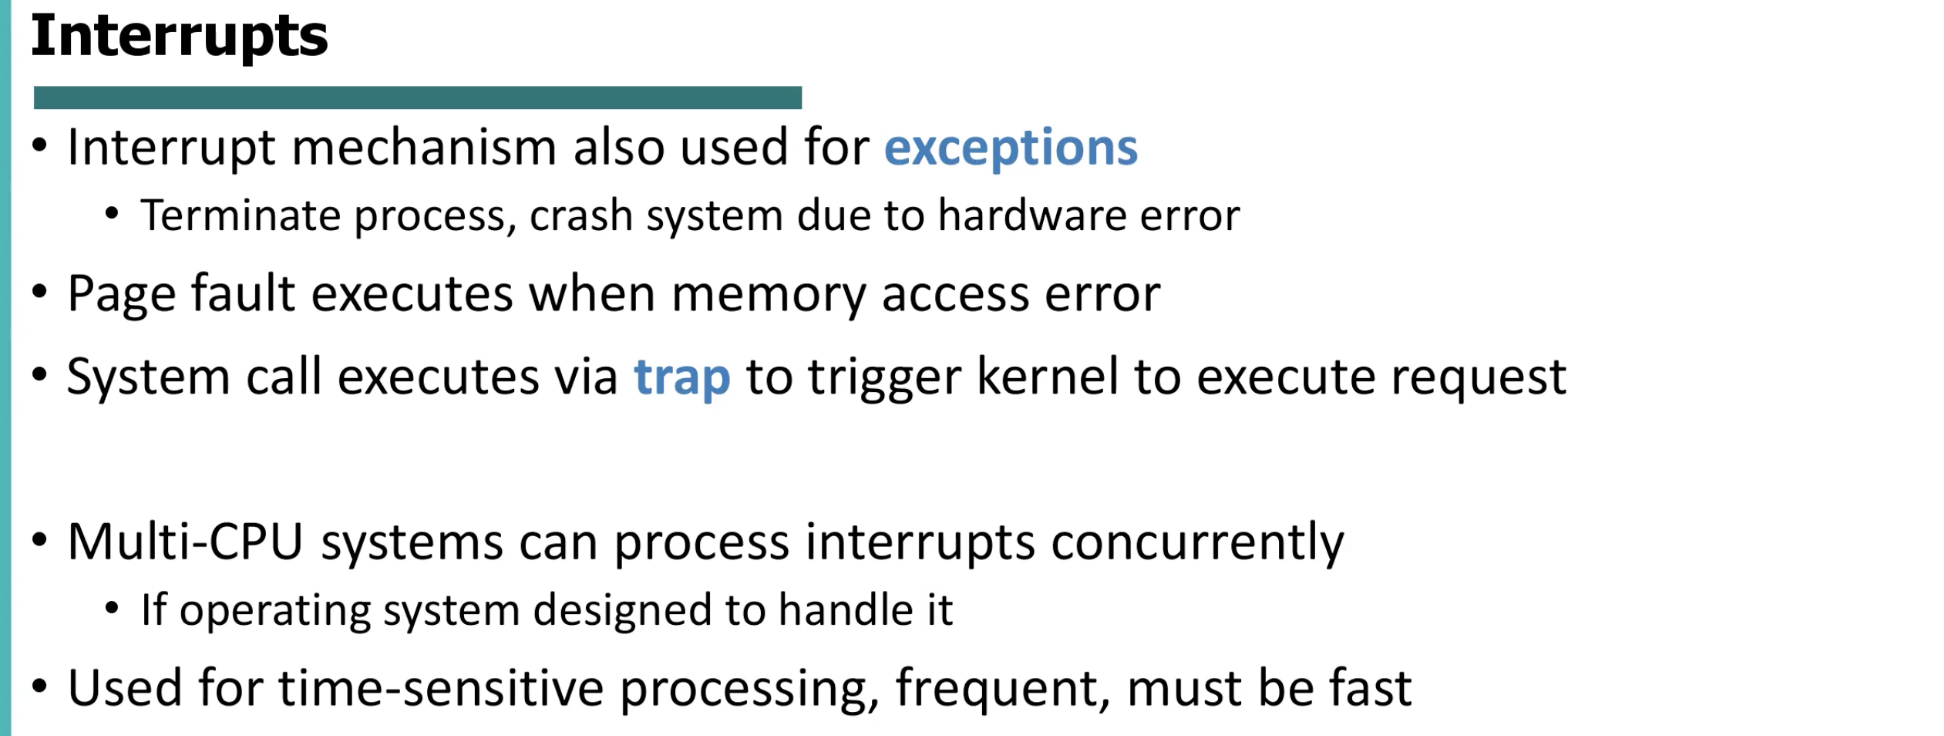 Interrupts
• Interrupt mechanism also used for exceptions
• Terminate process, crash system due to hardware error
• Page fault executes when memory access error
• System call executes via trap to trigger kernel to execute request
• Multi-CPU systems can process interrupts concurrently
• If operating system designed to handle it
• Used for time-sensitive processing, frequent, must be fast